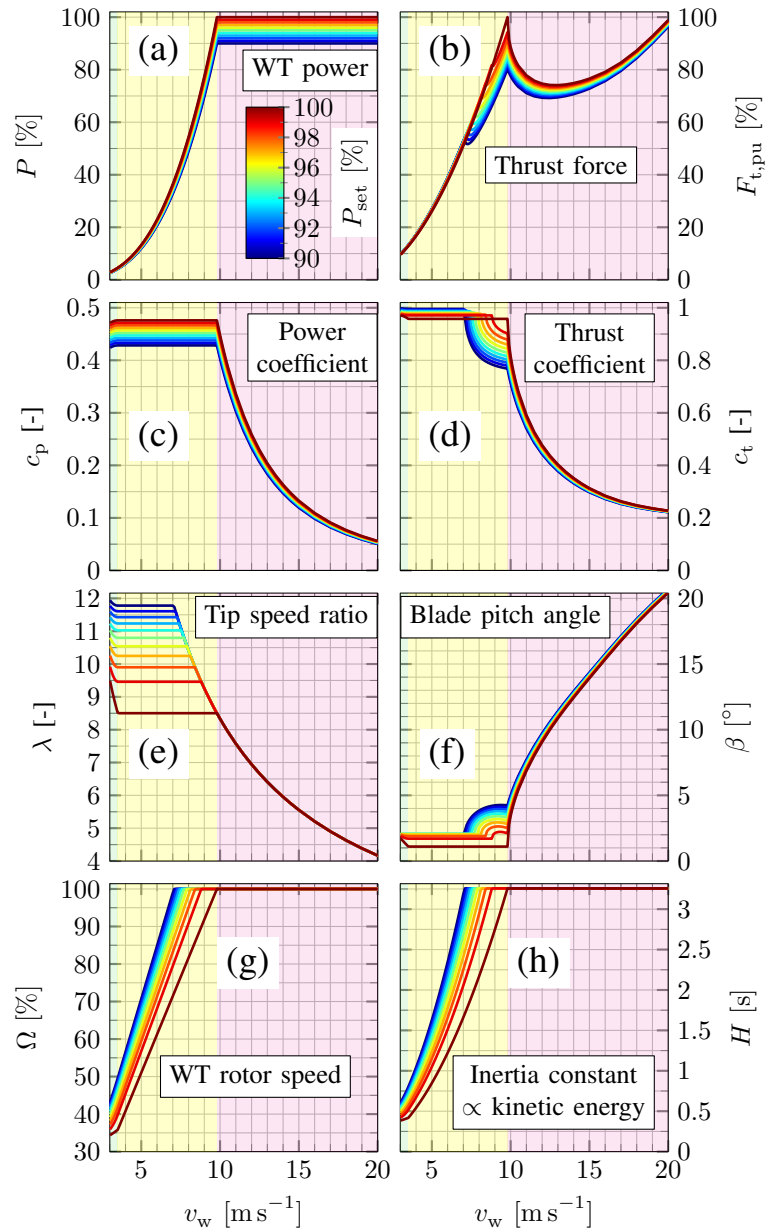 100
80
60
40
20
0
P [%]
(a)
WT power
100
98
96
94
92
90
P_set [%]
(b)
Thrust force
100
80
60
40
20
0
F_t,pu [%]
0.5
0.4
0.3
0.2
0.1
0
c_p [-]
Power
coefficient
(c)
Thrust
coefficient
(d)
1
0.8
0.6
0.4
0.2
0
c_t [-]
12
11
10
9
8
7
6
5
4
λ [-]
Tip speed ratio
(e)
Blade pitch angle
(f)
20
15
10
5
0
β [°]
100
90
80
70
60
50
40
30
Ω [%]
(g)
WT rotor speed
5
10
15
20
v_w [m s⁻¹]
(h)
Inertia constant
∝ kinetic energy
3
2.5
2
1.5
1
0.5
0
H [s]
5
10
15
20
v_w [m s⁻¹]